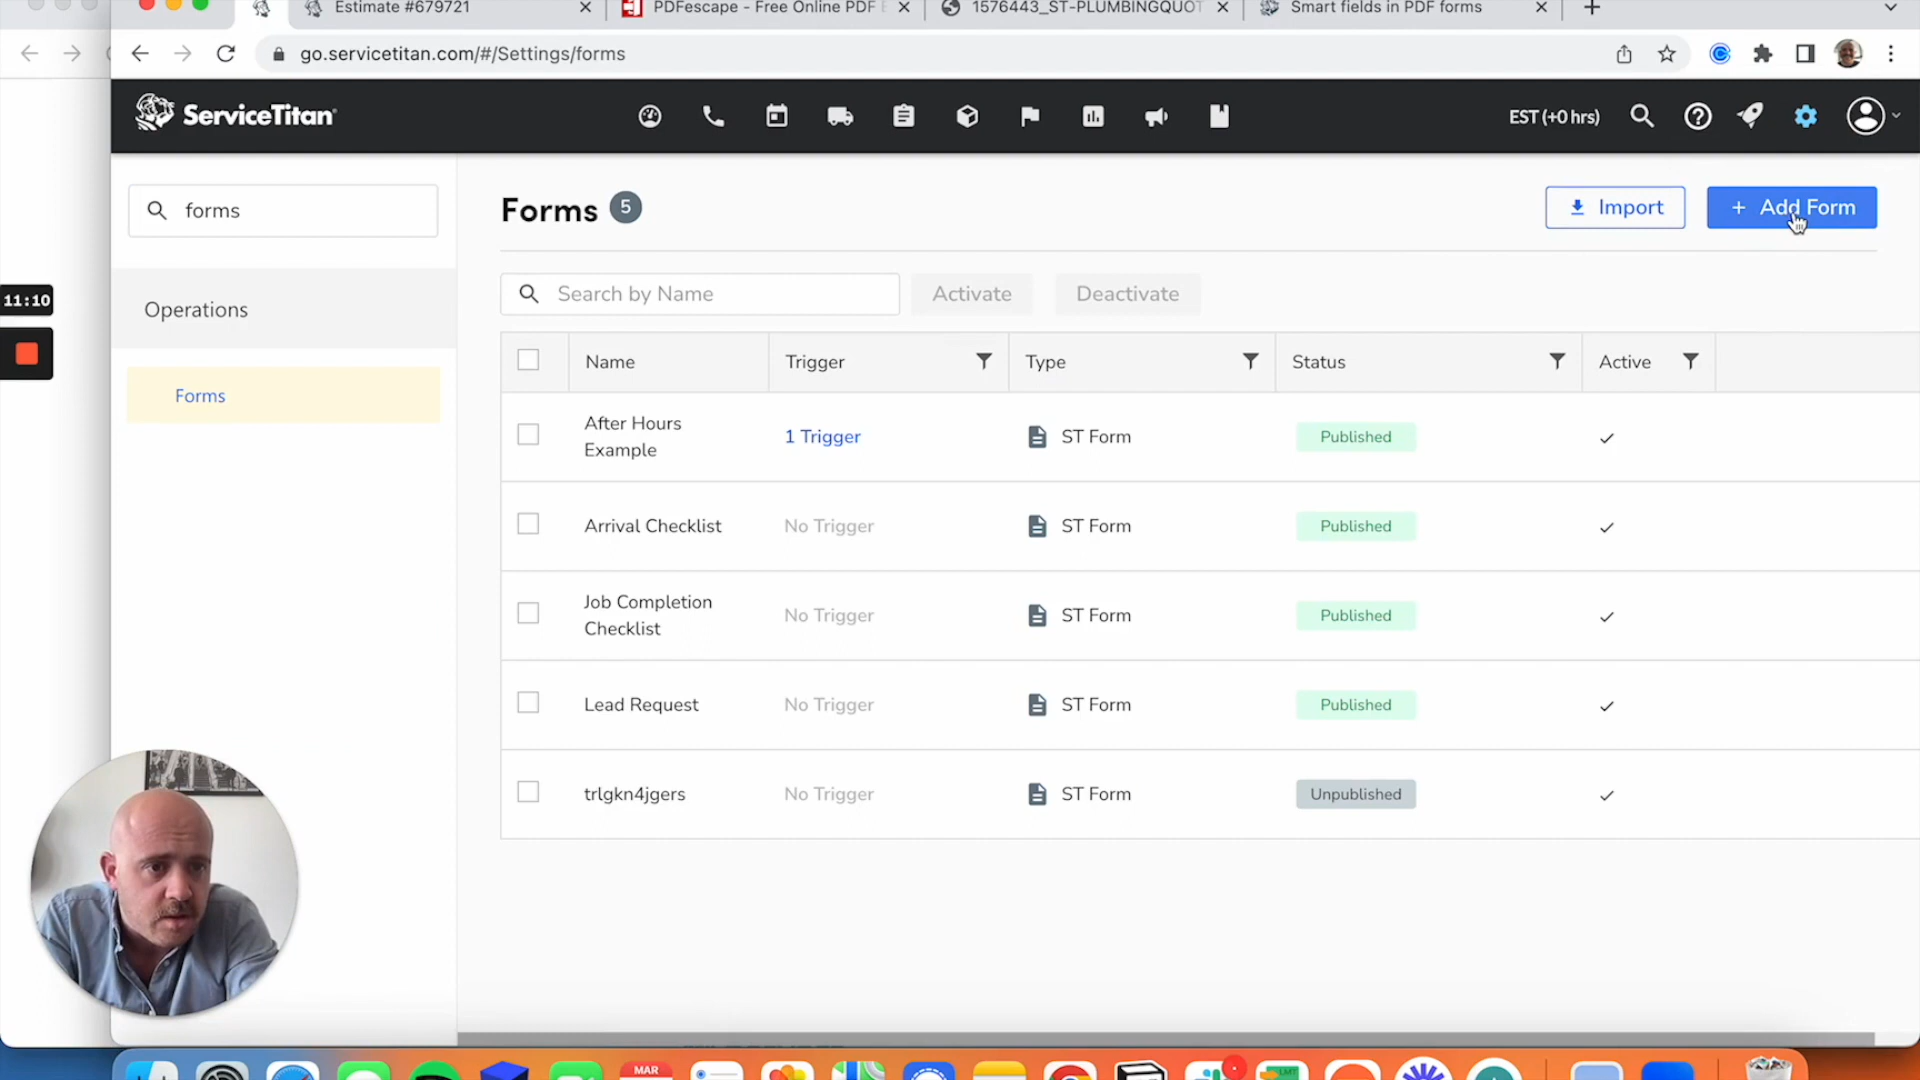 Estimate #679721
PDFescape - Free Online PDF E
1576443_ST-PLUMBINGQUOT
Smart fields in PDF forms
go.servicetitan.com/#/Settings/forms
ServiceTitan
EST (+0 hrs)
forms
Operations
Forms
Forms 5
Import
+ Add Form
Search by Name
Activate
Deactivate
Name
Trigger
Type
Status
Active
After Hours
Example
1 Trigger
ST Form
Published
Arrival Checklist
No Trigger
ST Form
Published
Job Completion
Checklist
No Trigger
ST Form
Published
Lead Request
No Trigger
ST Form
Published
trlgkn4jgers
No Trigger
ST Form
Unpublished
11:10
MAR